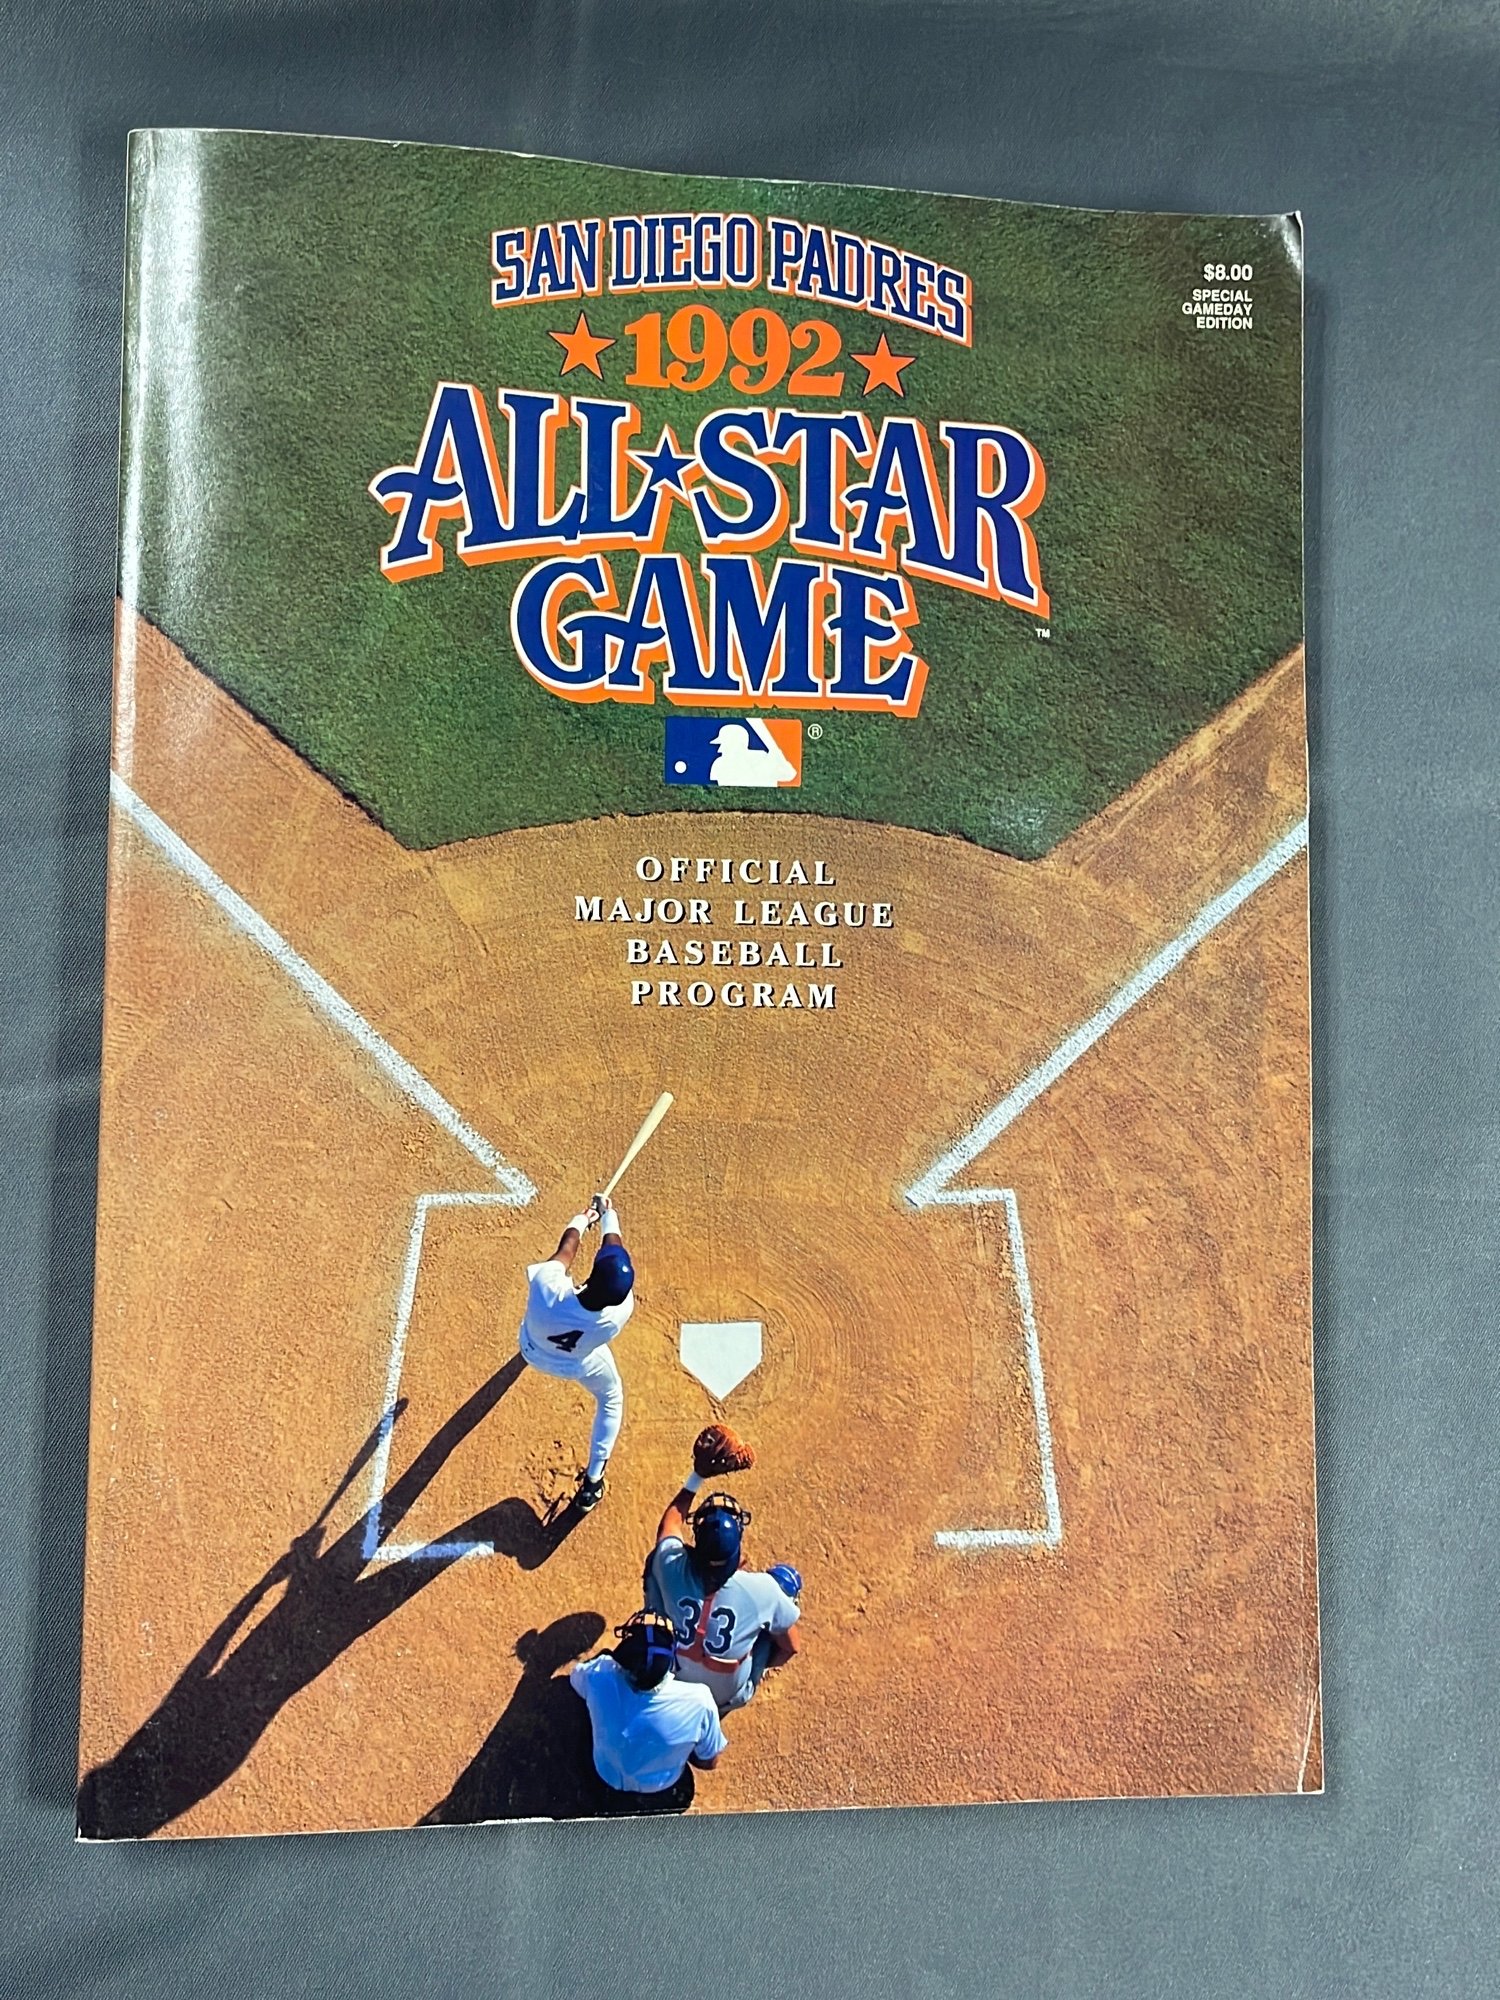 SAN DIEGO PADRES
1992
ALL★STAR
GAME
TM
®
$8.00
SPECIAL
GAMEDAY
EDITION
OFFICIAL
MAJOR LEAGUE
BASEBALL
PROGRAM
4
33